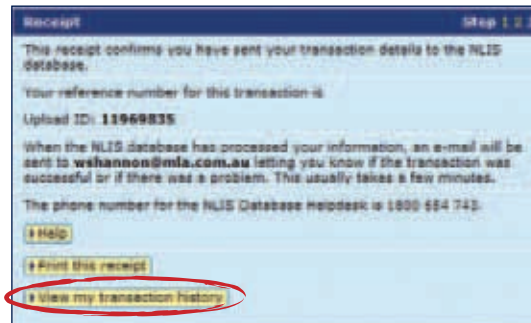 Receipt Step 1 2
This receipt confirms you have sent your transaction details to the NLIS
database.
Your reference number for this transaction is
Upload ID: 11969835
When the NLIS database has processed your information, an e-mail will be
sent to wshannon@mla.com.au letting you know if the transaction was
successful or if there was a problem. This usually takes a few minutes.
The phone number for the NLIS Database Helpdesk is 1800 654 743.
Help
Print this receipt
View my transaction history